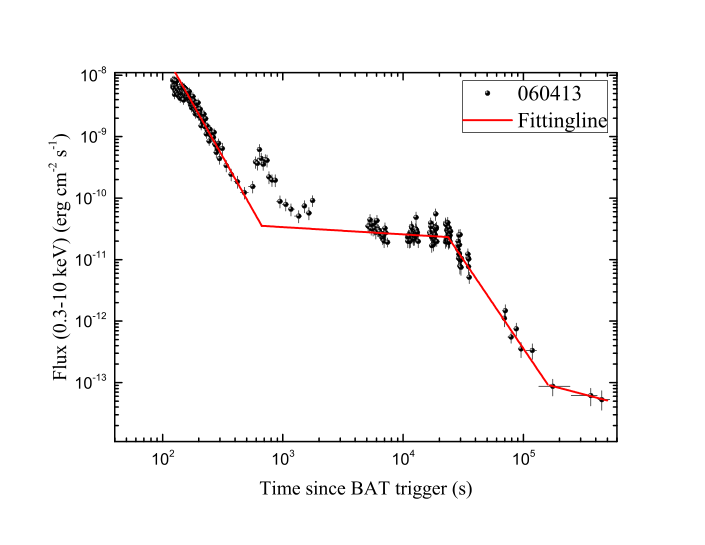 10^-8
10^-9
10^-10
10^-11
10^-12
10^-13
Flux (0.3-10 keV) (erg cm^-2 s^-1)
060413
Fittingline
10^2 10^3 10^4 10^5
Time since BAT trigger (s)